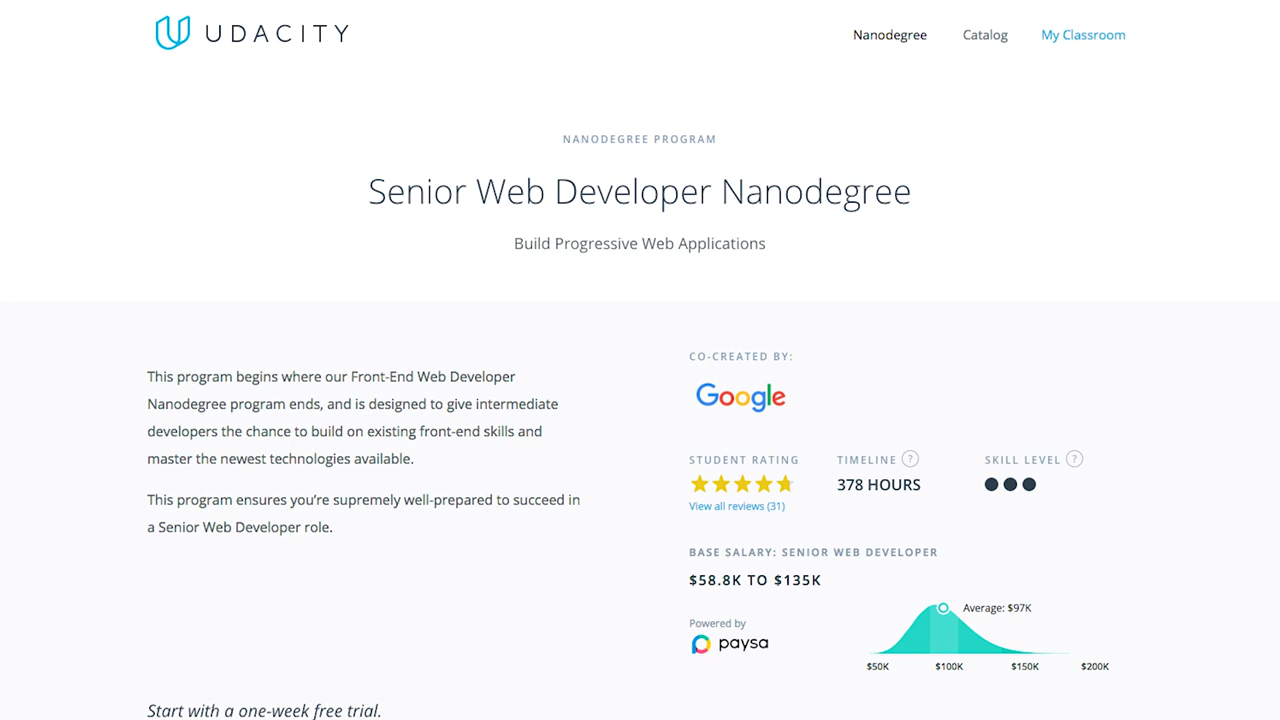 UDACITY
Nanodegree
Catalog
My Classroom
NANODEGREE PROGRAM
Senior Web Developer Nanodegree
Build Progressive Web Applications
This program begins where our Front-End Web Developer
Nanodegree program ends, and is designed to give intermediate
developers the chance to build on existing front-end skills and
master the newest technologies available.
This program ensures you’re supremely well-prepared to succeed in
a Senior Web Developer role.
Start with a one-week free trial.
CO-CREATED BY:
Google
STUDENT RATING
View all reviews (31)
TIMELINE ?
378 HOURS
SKILL LEVEL ?
BASE SALARY: SENIOR WEB DEVELOPER
$58.8K TO $135K
Powered by
paysa
Average: $97K
$50K $100K $150K $200K